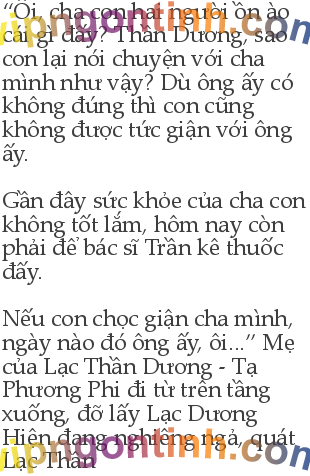 “Ôi, cha con hai người ồn ào
cái gì đấy? Thần Dương, sao
con lại nói chuyện với cha
mình như vậy? Dù ông ấy có
không đúng thì con cũng
không được tức giận với ông
ấy.
Gần đây sức khỏe của cha con
không tốt lắm, hôm nay còn
phải để bác sĩ Trần kê thuốc
đấy.
Nếu con chọc giận cha mình,
ngày nào đó ông ấy, ôi...” Mẹ
của Lạc Thần Dương - Tạ
Phương Phi đi từ trên tầng
xuống, đỡ lấy Lạc Dương
Hiên đang nghiêng ngả, quát
Lạc Thần
vipngontinh.com
vipngontinh.com